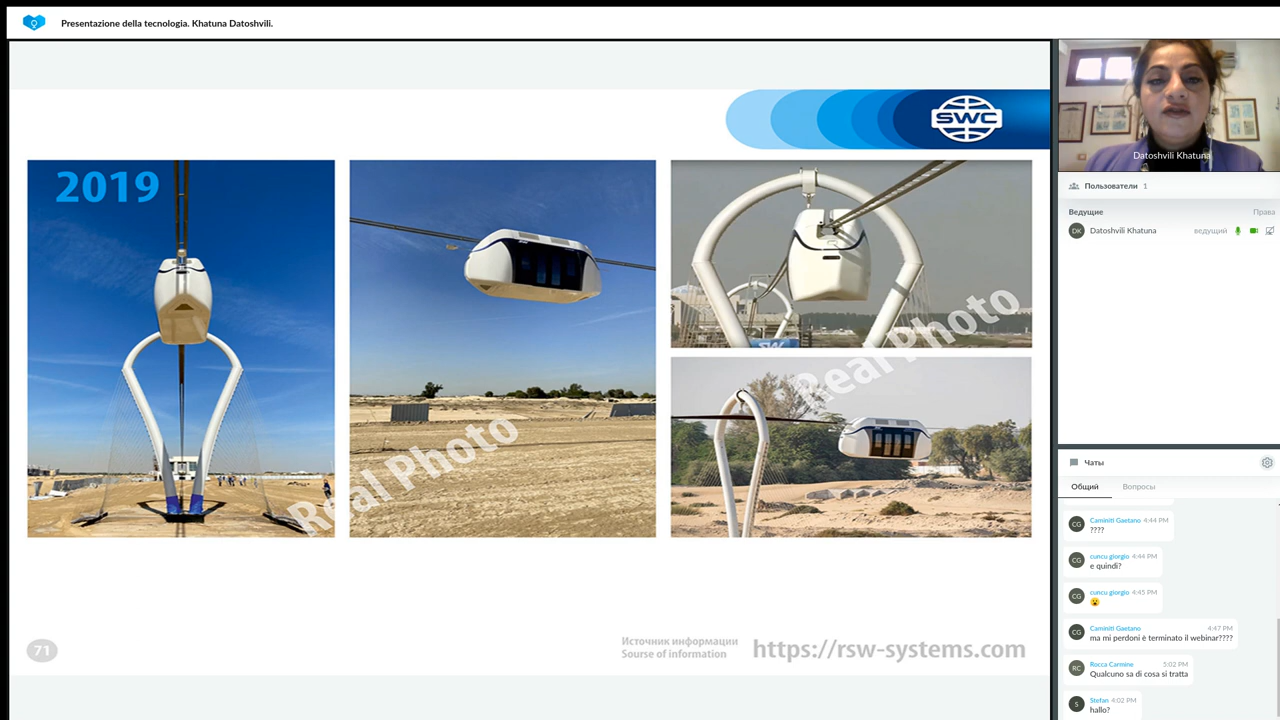 Presentazione della tecnologia. Khatuna Datoshvili.
SWC
2019
Real Photo
Real Photo
71
Источник информации
Sourse of information
https://rsw-systems.com
Datoshvili Khatuna
Пользователи 1
Ведущие Права
DK Datoshvili Khatuna ведущий
Чаты
Общий Вопросы
CG Caminiti Gaetano 4:44 PM
????
CG cuncu giorgio 4:44 PM
e quindi?
CG cuncu giorgio 4:45 PM
😮
CG Caminiti Gaetano 4:47 PM
ma mi perdoni è terminato il webinar????
RC Rocca Carmine 5:02 PM
Qualcuno sa di cosa si tratta
S Stefan 4:02 PM
hallo?